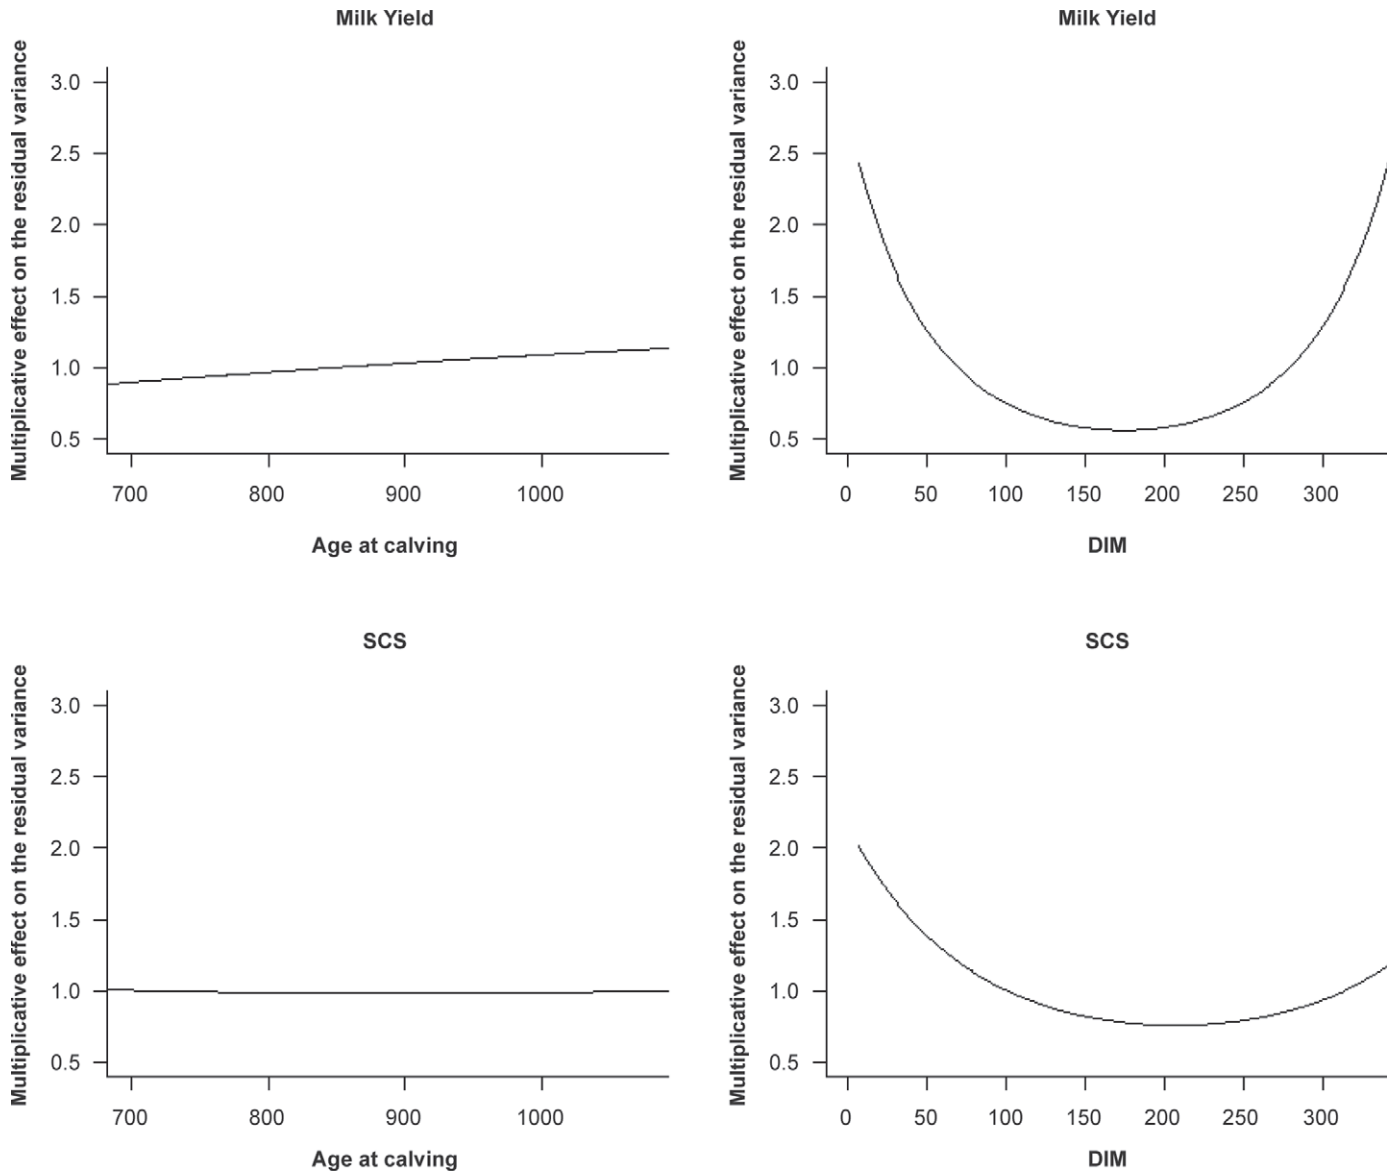 Milk Yield
Multiplicative effect on the residual variance
3.0
2.5
2.0
1.5
1.0
0.5
700 800 900 1000
Age at calving
Milk Yield
Multiplicative effect on the residual variance
3.0
2.5
2.0
1.5
1.0
0.5
0 50 100 150 200 250 300
DIM
SCS
Multiplicative effect on the residual variance
3.0
2.5
2.0
1.5
1.0
0.5
700 800 900 1000
Age at calving
SCS
Multiplicative effect on the residual variance
3.0
2.5
2.0
1.5
1.0
0.5
0 50 100 150 200 250 300
DIM